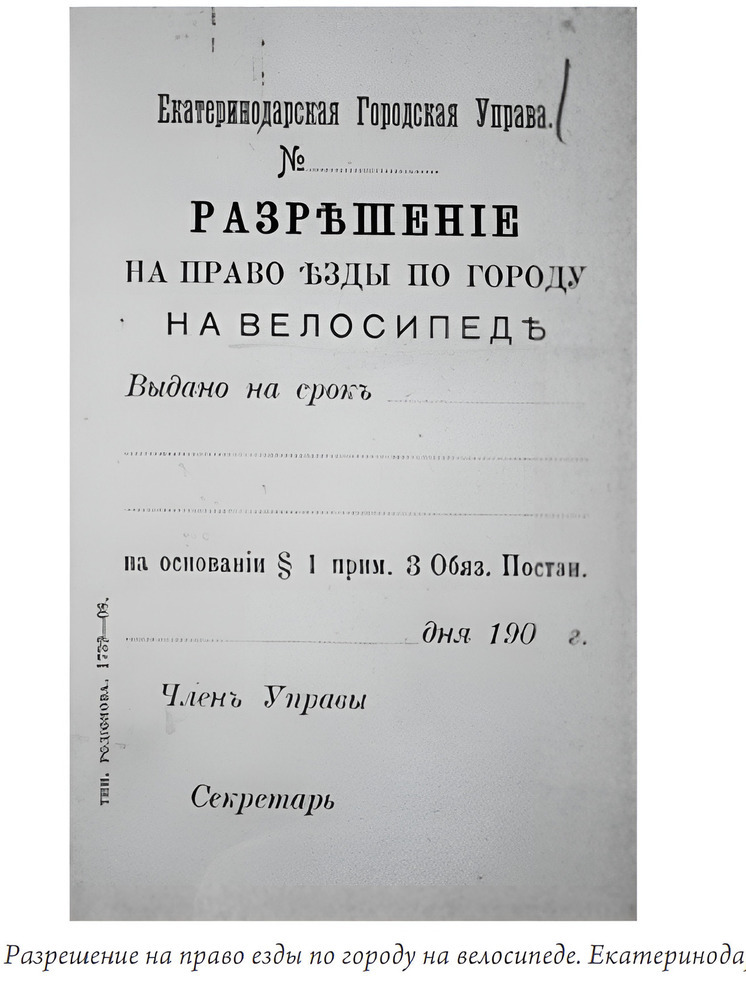 Екатеринодарская Городская Управа.
№
РАЗРѢШЕНІЕ
НА ПРАВО ѢЗДЫ ПО ГОРОДУ
НА ВЕЛОСИПЕДѢ
Выдано на срокъ
на основаніи § 1 прим. 3 Обяз. Постан.
дня 190 г.
Членъ Управы
Секретарь
тип.
Разрешение на право езды по городу на велосипеде. Екатеринода